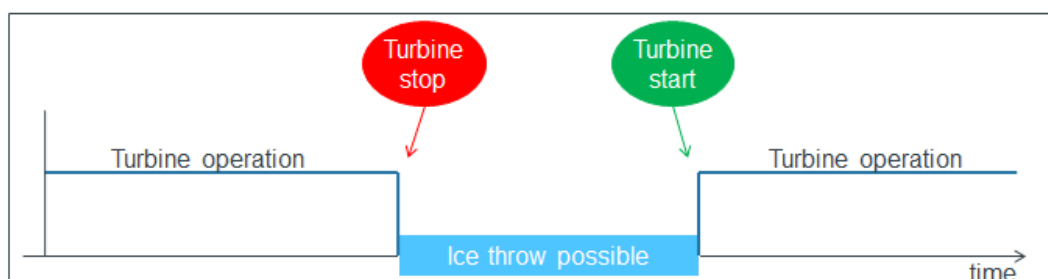 Turbine
stop
Turbine
start
Turbine operation
Turbine operation
Ice throw possible
time